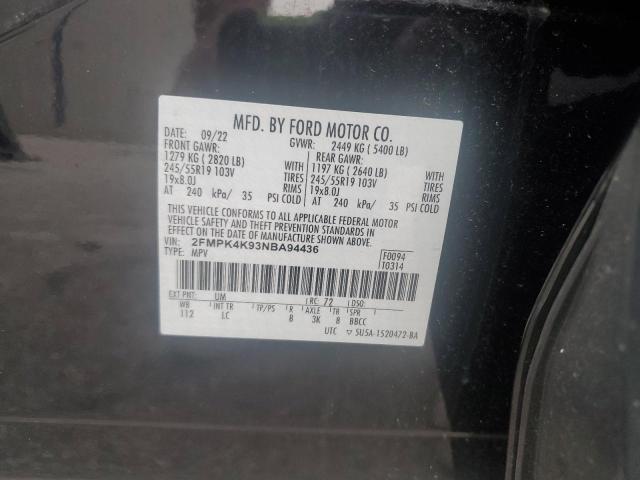 MFD. BY FORD MOTOR CO.
DATE: 09/22 GVWR: 2449 KG ( 5400 LB)
FRONT GAWR: REAR GAWR:
1279 KG ( 2820 LB) WITH 1197 KG ( 2640 LB) WITH
245/55R19 103V TIRES 245/55R19 103V TIRES
19x8.0J RIMS 19x8.0J RIMS
AT 240 kPa/ 35 PSI COLD AT 240 kPa/ 35 PSI COLD
THIS VEHICLE CONFORMS TO ALL APPLICABLE FEDERAL MOTOR
VEHICLE SAFETY AND THEFT PREVENTION STANDARDS IN
EFFECT ON THE DATE OF MANUFACTURE SHOWN ABOVE.
VIN: 2FMPK4K93NBA94436 F0094
TYPE: MPV T0314
EXT PNT: UM RC: 72 DSO:
WB INT TR TP/PS R AXLE TR SPR
112 LC B 3K 8 BBCC
UTC 5U5A-1520472-BA